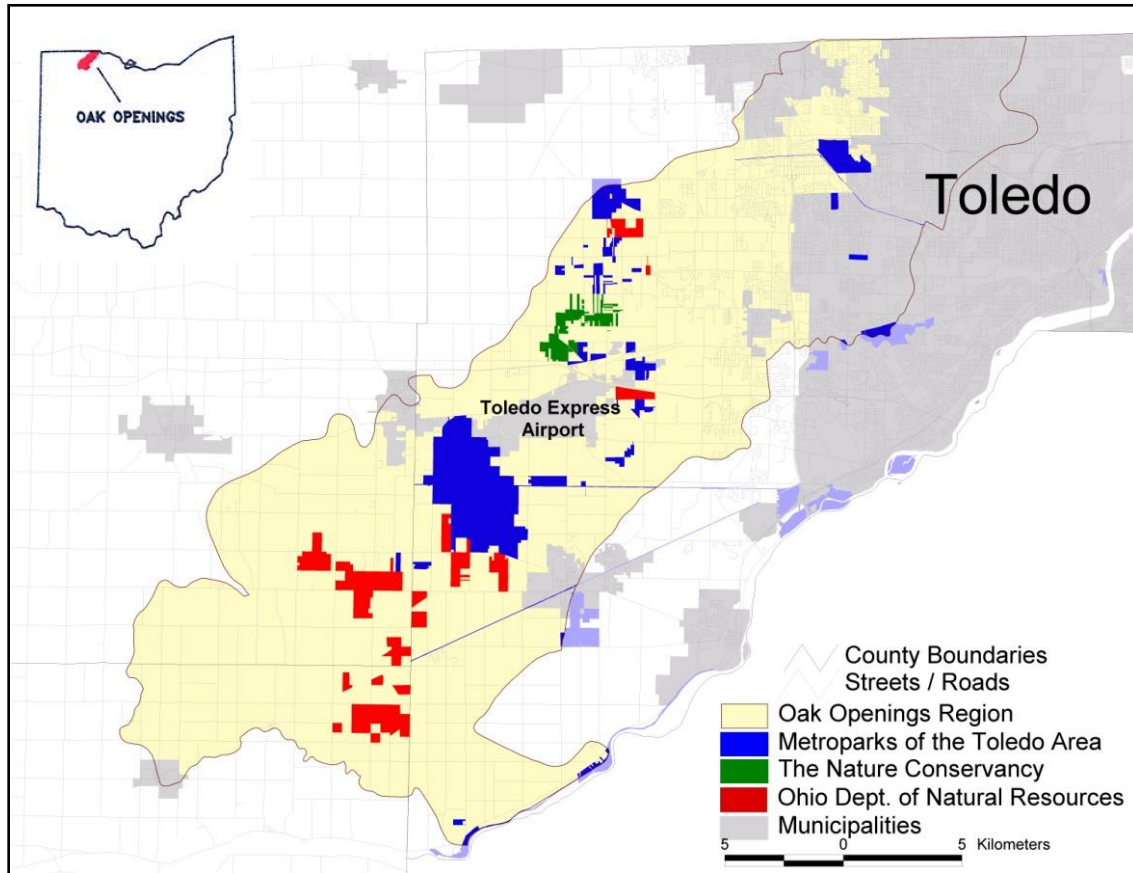 OAK OPENINGS
Toledo
Toledo Express
Airport
County Boundaries
Streets / Roads
Oak Openings Region
Metroparks of the Toledo Area
The Nature Conservancy
Ohio Dept. of Natural Resources
Municipalities
5 0 5 Kilometers